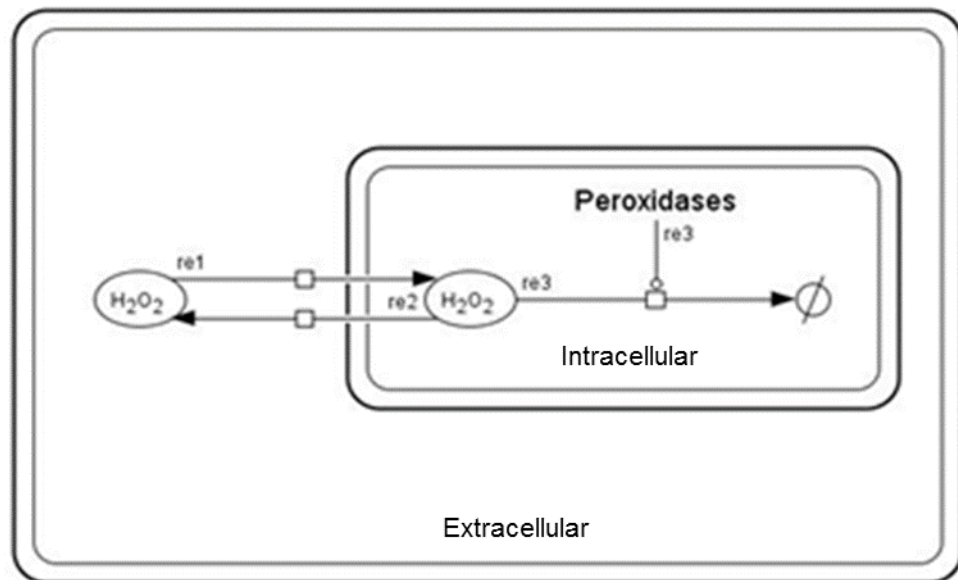 Peroxidases
re3
re1
re3
H₂O₂
re2
H₂O₂
Intracellular
Extracellular